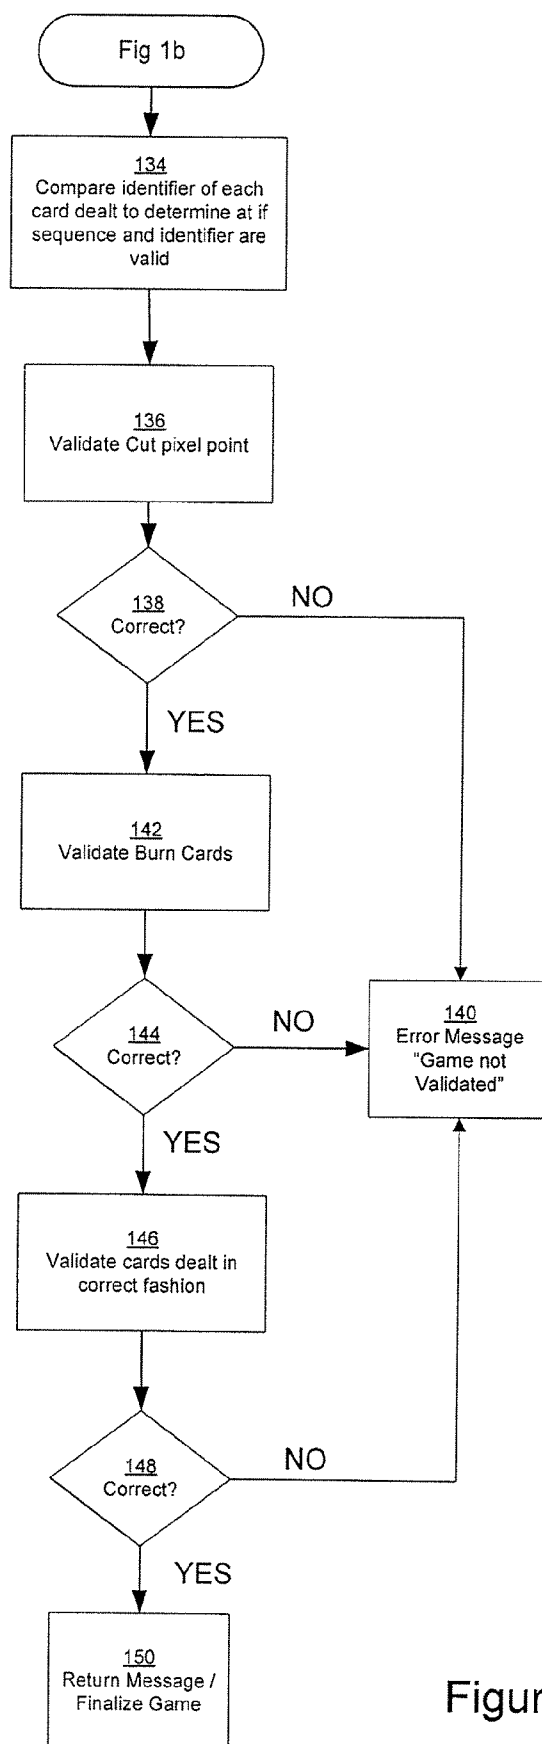 Fig 1b
134
Compare identifier of each
card dealt to determine at if
sequence and identifier are
valid
136
Validate Cut pixel point
138
Correct?
NO
YES
142
Validate Burn Cards
144
Correct?
NO
140
Error Message
"Game not
Validated"
YES
146
Validate cards dealt in
correct fashion
148
Correct?
NO
YES
150
Return Message /
Finalize Game